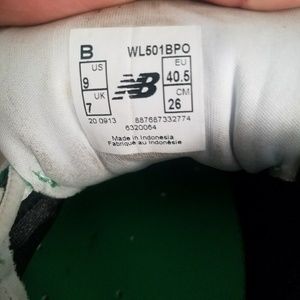 B WL501BPO
US EU
9 40.5
UK NB CM
7 26
20 0913 887687332774
6320064
Made in Indonesia
Fabriqué au Indonésie